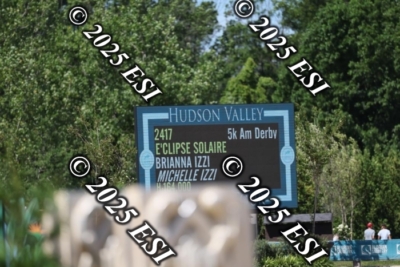 © 2025 ESI
© 2025 ESI
HUDSON VALLEY
2417 5k Am Derby
E'CLIPSE SOLAIRE
BRIANNA IZZI
MICHELLE IZZI
© 2025 ESI
© 2025 ESI